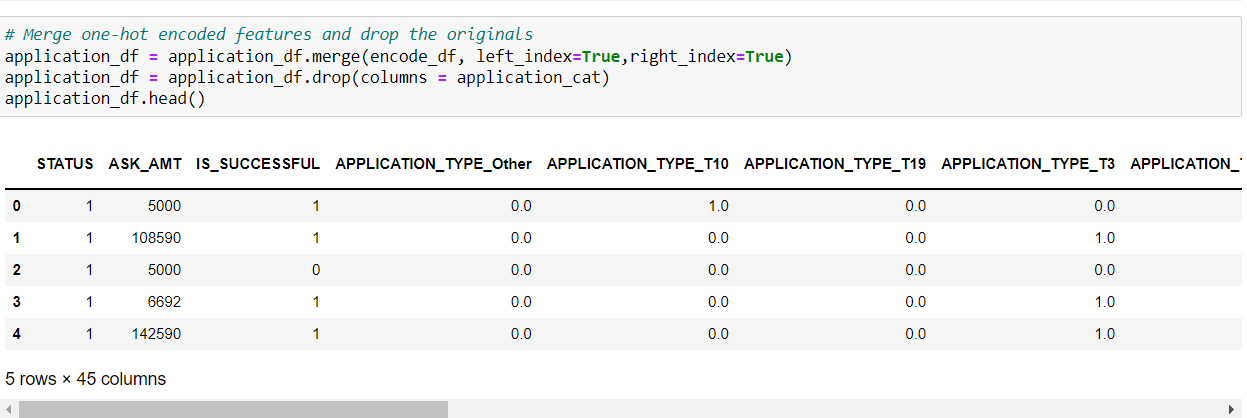 # Merge one-hot encoded features and drop the originals
application_df = application_df.merge(encode_df, left_index=True,right_index=True)
application_df = application_df.drop(columns = application_cat)
application_df.head()
STATUS ASK_AMT IS_SUCCESSFUL APPLICATION_TYPE_Other APPLICATION_TYPE_T10 APPLICATION_TYPE_T19 APPLICATION_TYPE_T3 APPLICATION_
0 1 5000 1 0.0 1.0 0.0 0.0
1 1 108590 1 0.0 0.0 0.0 1.0
2 1 5000 0 0.0 0.0 0.0 0.0
3 1 6692 1 0.0 0.0 0.0 1.0
4 1 142590 1 0.0 0.0 0.0 1.0
5 rows × 45 columns